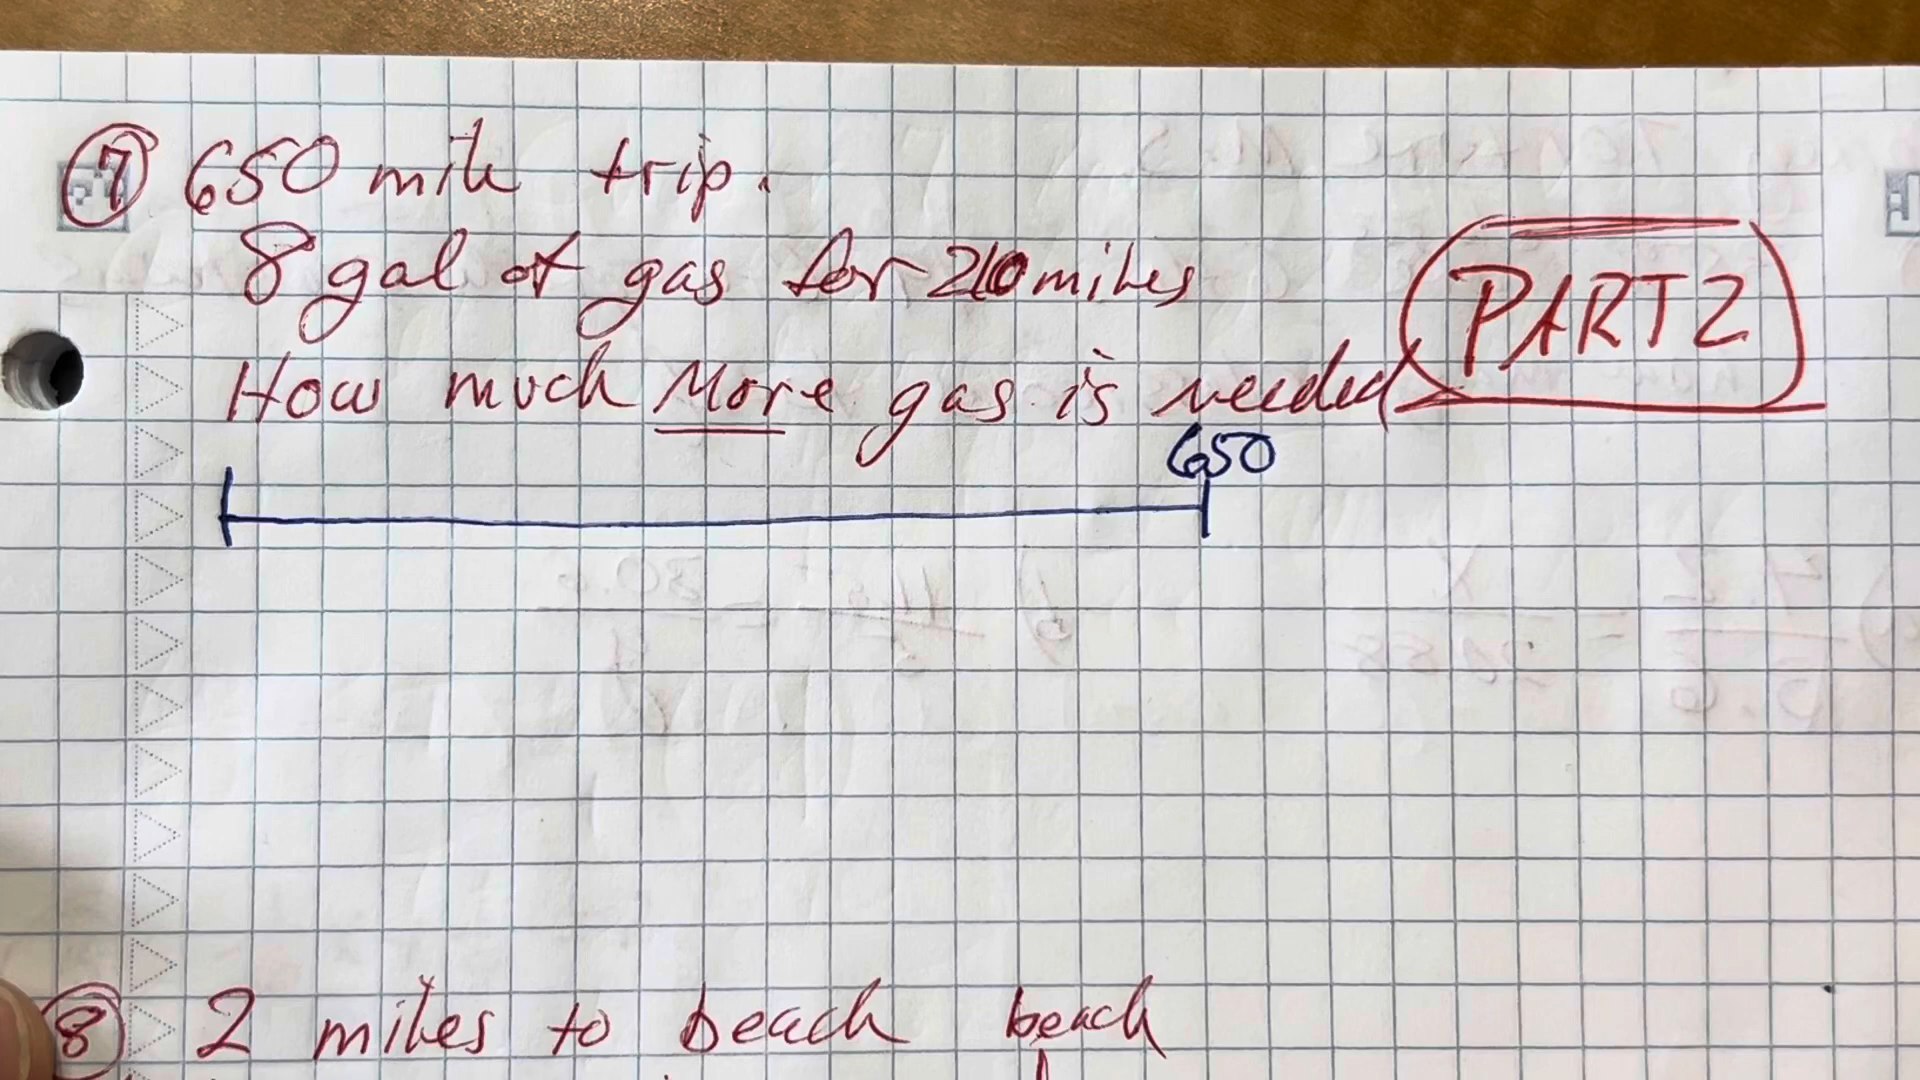 ⑦ 650 mile trip.
8 gal of gas for 210 miles
How much More gas is needed
PART 2
650
⑧ 2 miles to beach beach